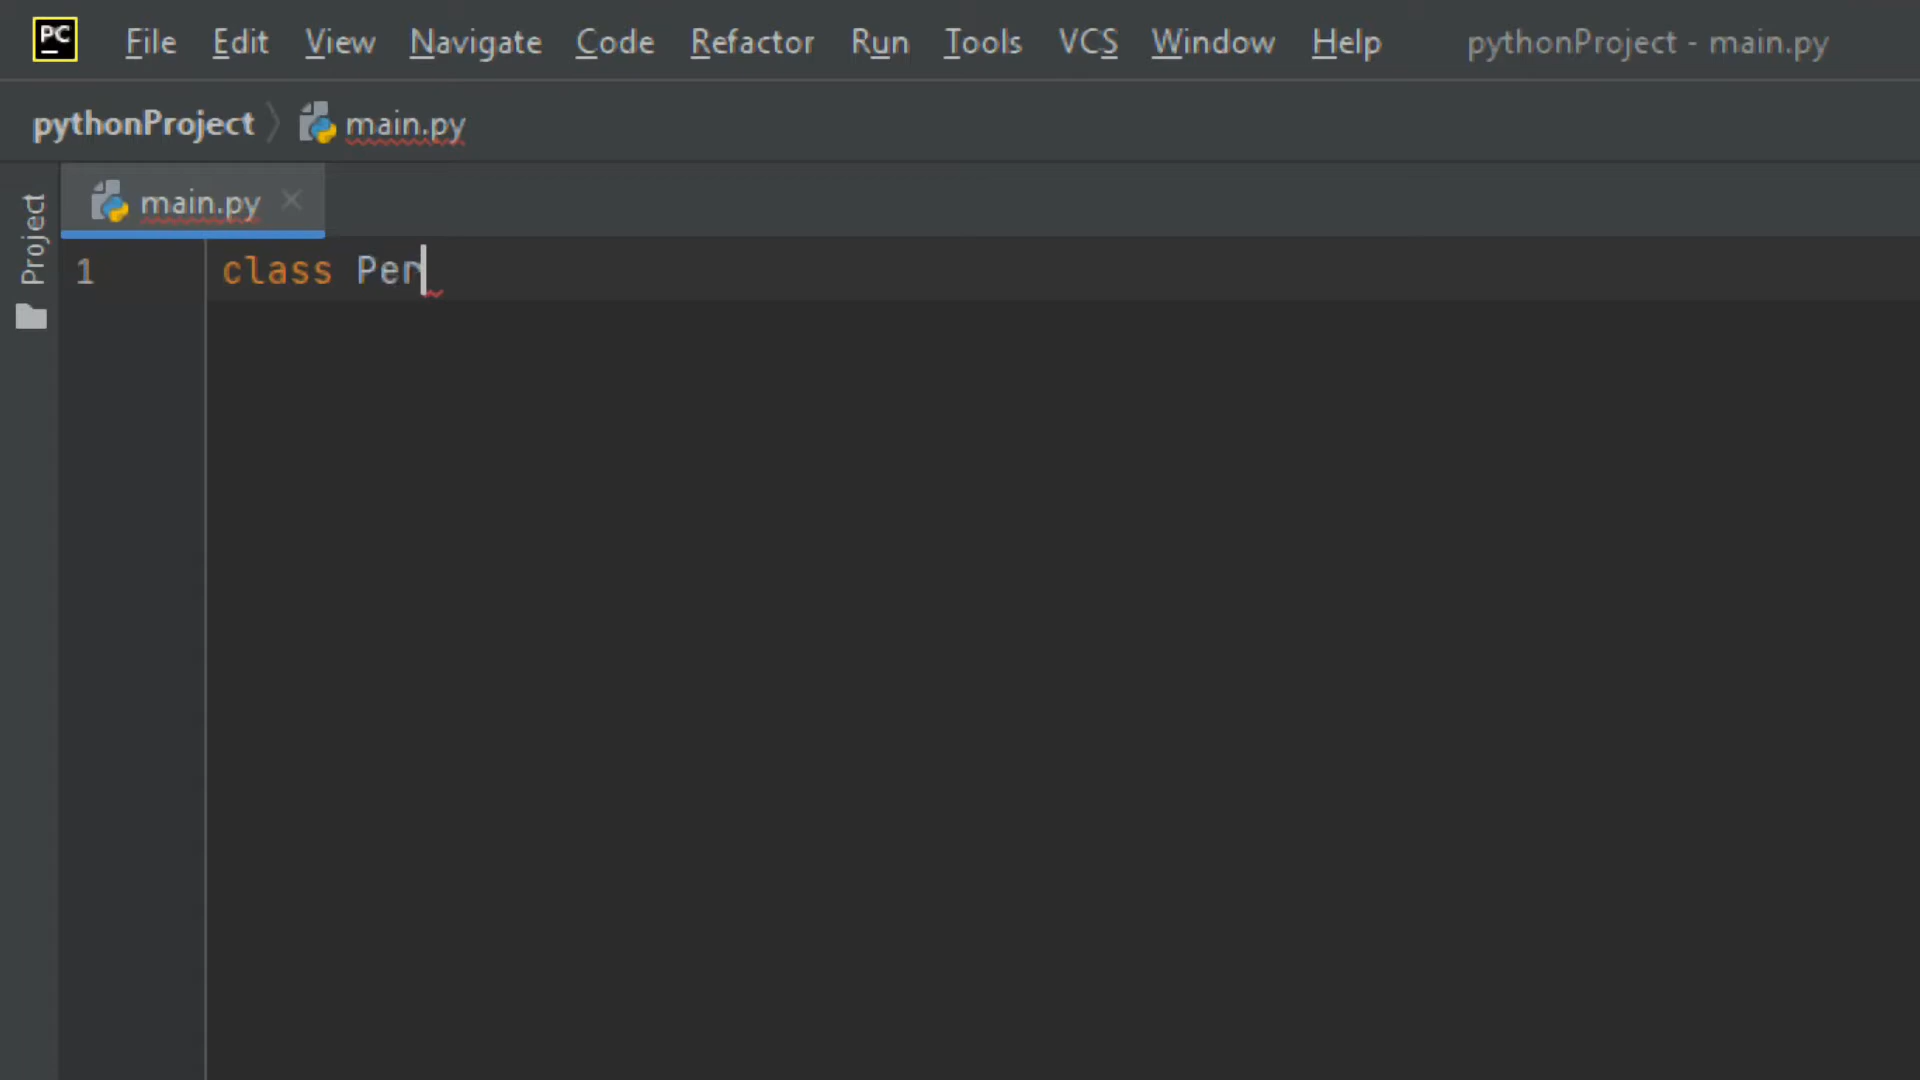 PC File Edit View Navigate Code Refactor Run Tools VCS Window Help pythonProject - main.py
pythonProject main.py
main.py
Project
1 class Per